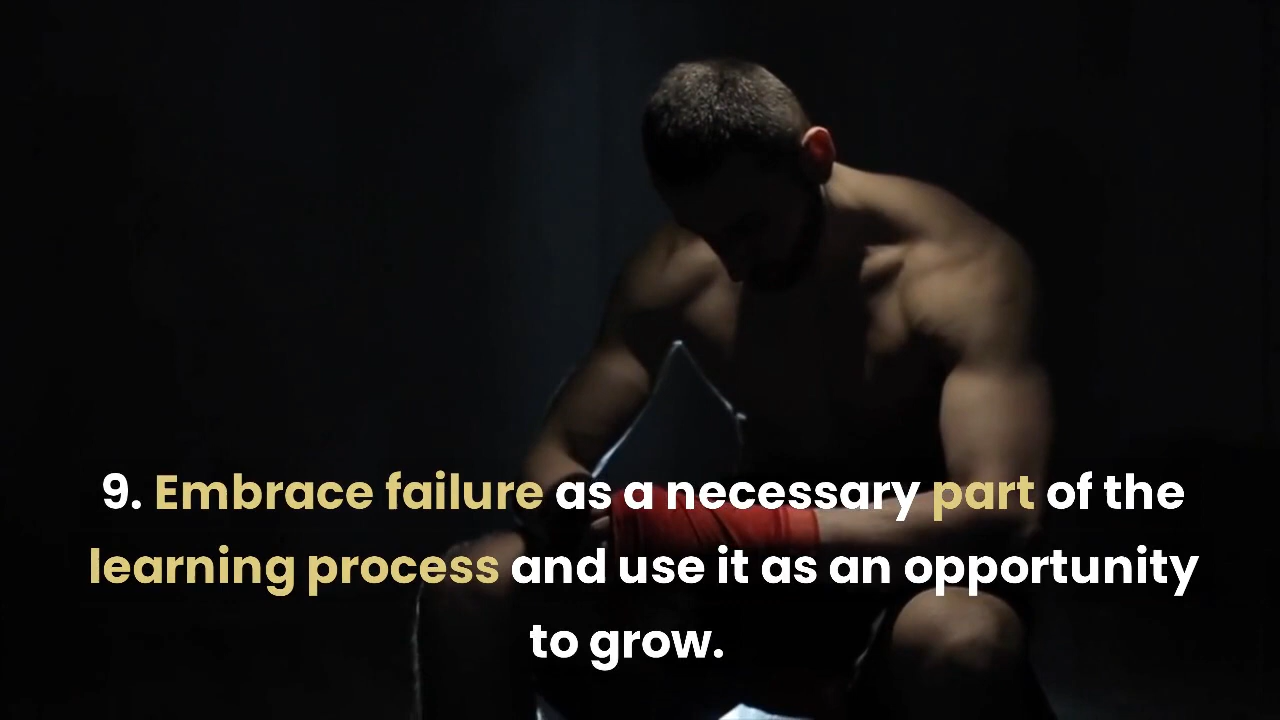 9. Embrace failure as a necessary part of the
learning process and use it as an opportunity
to grow.